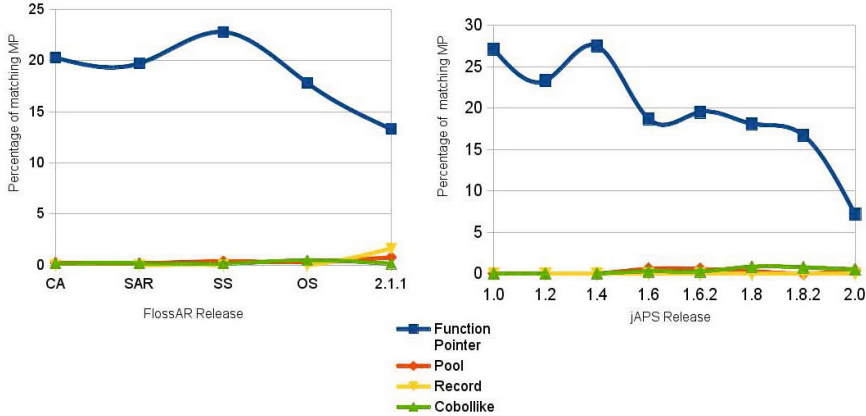 Percentage of matching MP
25
20
15
10
5
0
CA SAR SS OS 2.1.1
FlossAR Release
Percentage of matching MP
30
25
20
15
10
5
0
1.0 1.2 1.4 1.6 1.6.2 1.8 1.8.2 2.0
jAPS Release
Function
Pointer
Pool
Record
Cobollike